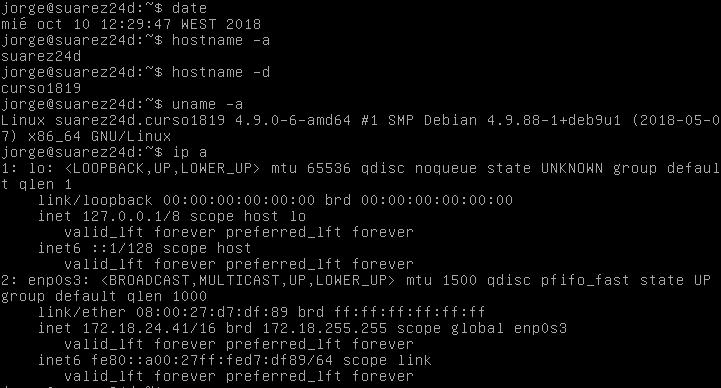 jorge@suarez24d:~$ date
mié oct 10 12:29:47 WEST 2018
jorge@suarez24d:~$ hostname -a
suarez24d
jorge@suarez24d:~$ hostname -d
curso1819
jorge@suarez24d:~$ uname -a
Linux suarez24d.curso1819 4.9.0-6-amd64 #1 SMP Debian 4.9.88-1+deb9u1 (2018-05-0
7) x86_64 GNU/Linux
jorge@suarez24d:~$ ip a
1: lo: <LOOPBACK,UP,LOWER_UP> mtu 65536 qdisc noqueue state UNKNOWN group defaul
t qlen 1
    link/loopback 00:00:00:00:00:00 brd 00:00:00:00:00:00
    inet 127.0.0.1/8 scope host lo
       valid_lft forever preferred_lft forever
    inet6 ::1/128 scope host
       valid_lft forever preferred_lft forever
2: enp0s3: <BROADCAST,MULTICAST,UP,LOWER_UP> mtu 1500 qdisc pfifo_fast state UP
group default qlen 1000
    link/ether 08:00:27:d7:df:89 brd ff:ff:ff:ff:ff:ff
    inet 172.18.24.41/16 brd 172.18.255.255 scope global enp0s3
       valid_lft forever preferred_lft forever
    inet6 fe80::a00:27ff:fed7:df89/64 scope link
       valid_lft forever preferred_lft forever